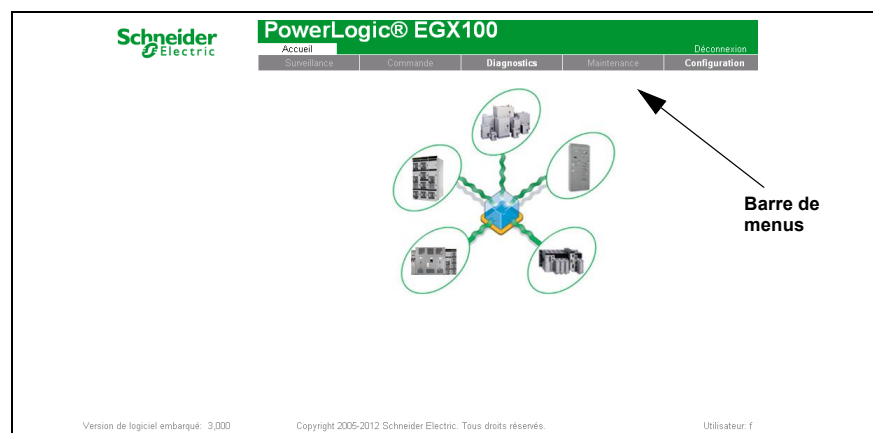 Schneider
Electric
PowerLogic® EGX100
Accueil
Déconnexion
Surveillance
Commande
Diagnostics
Maintenance
Configuration
Barre de
menus
Version de logiciel embarqué: 3,000
Copyright 2005-2012 Schneider Electric. Tous droits réservés.
Utilisateur: f